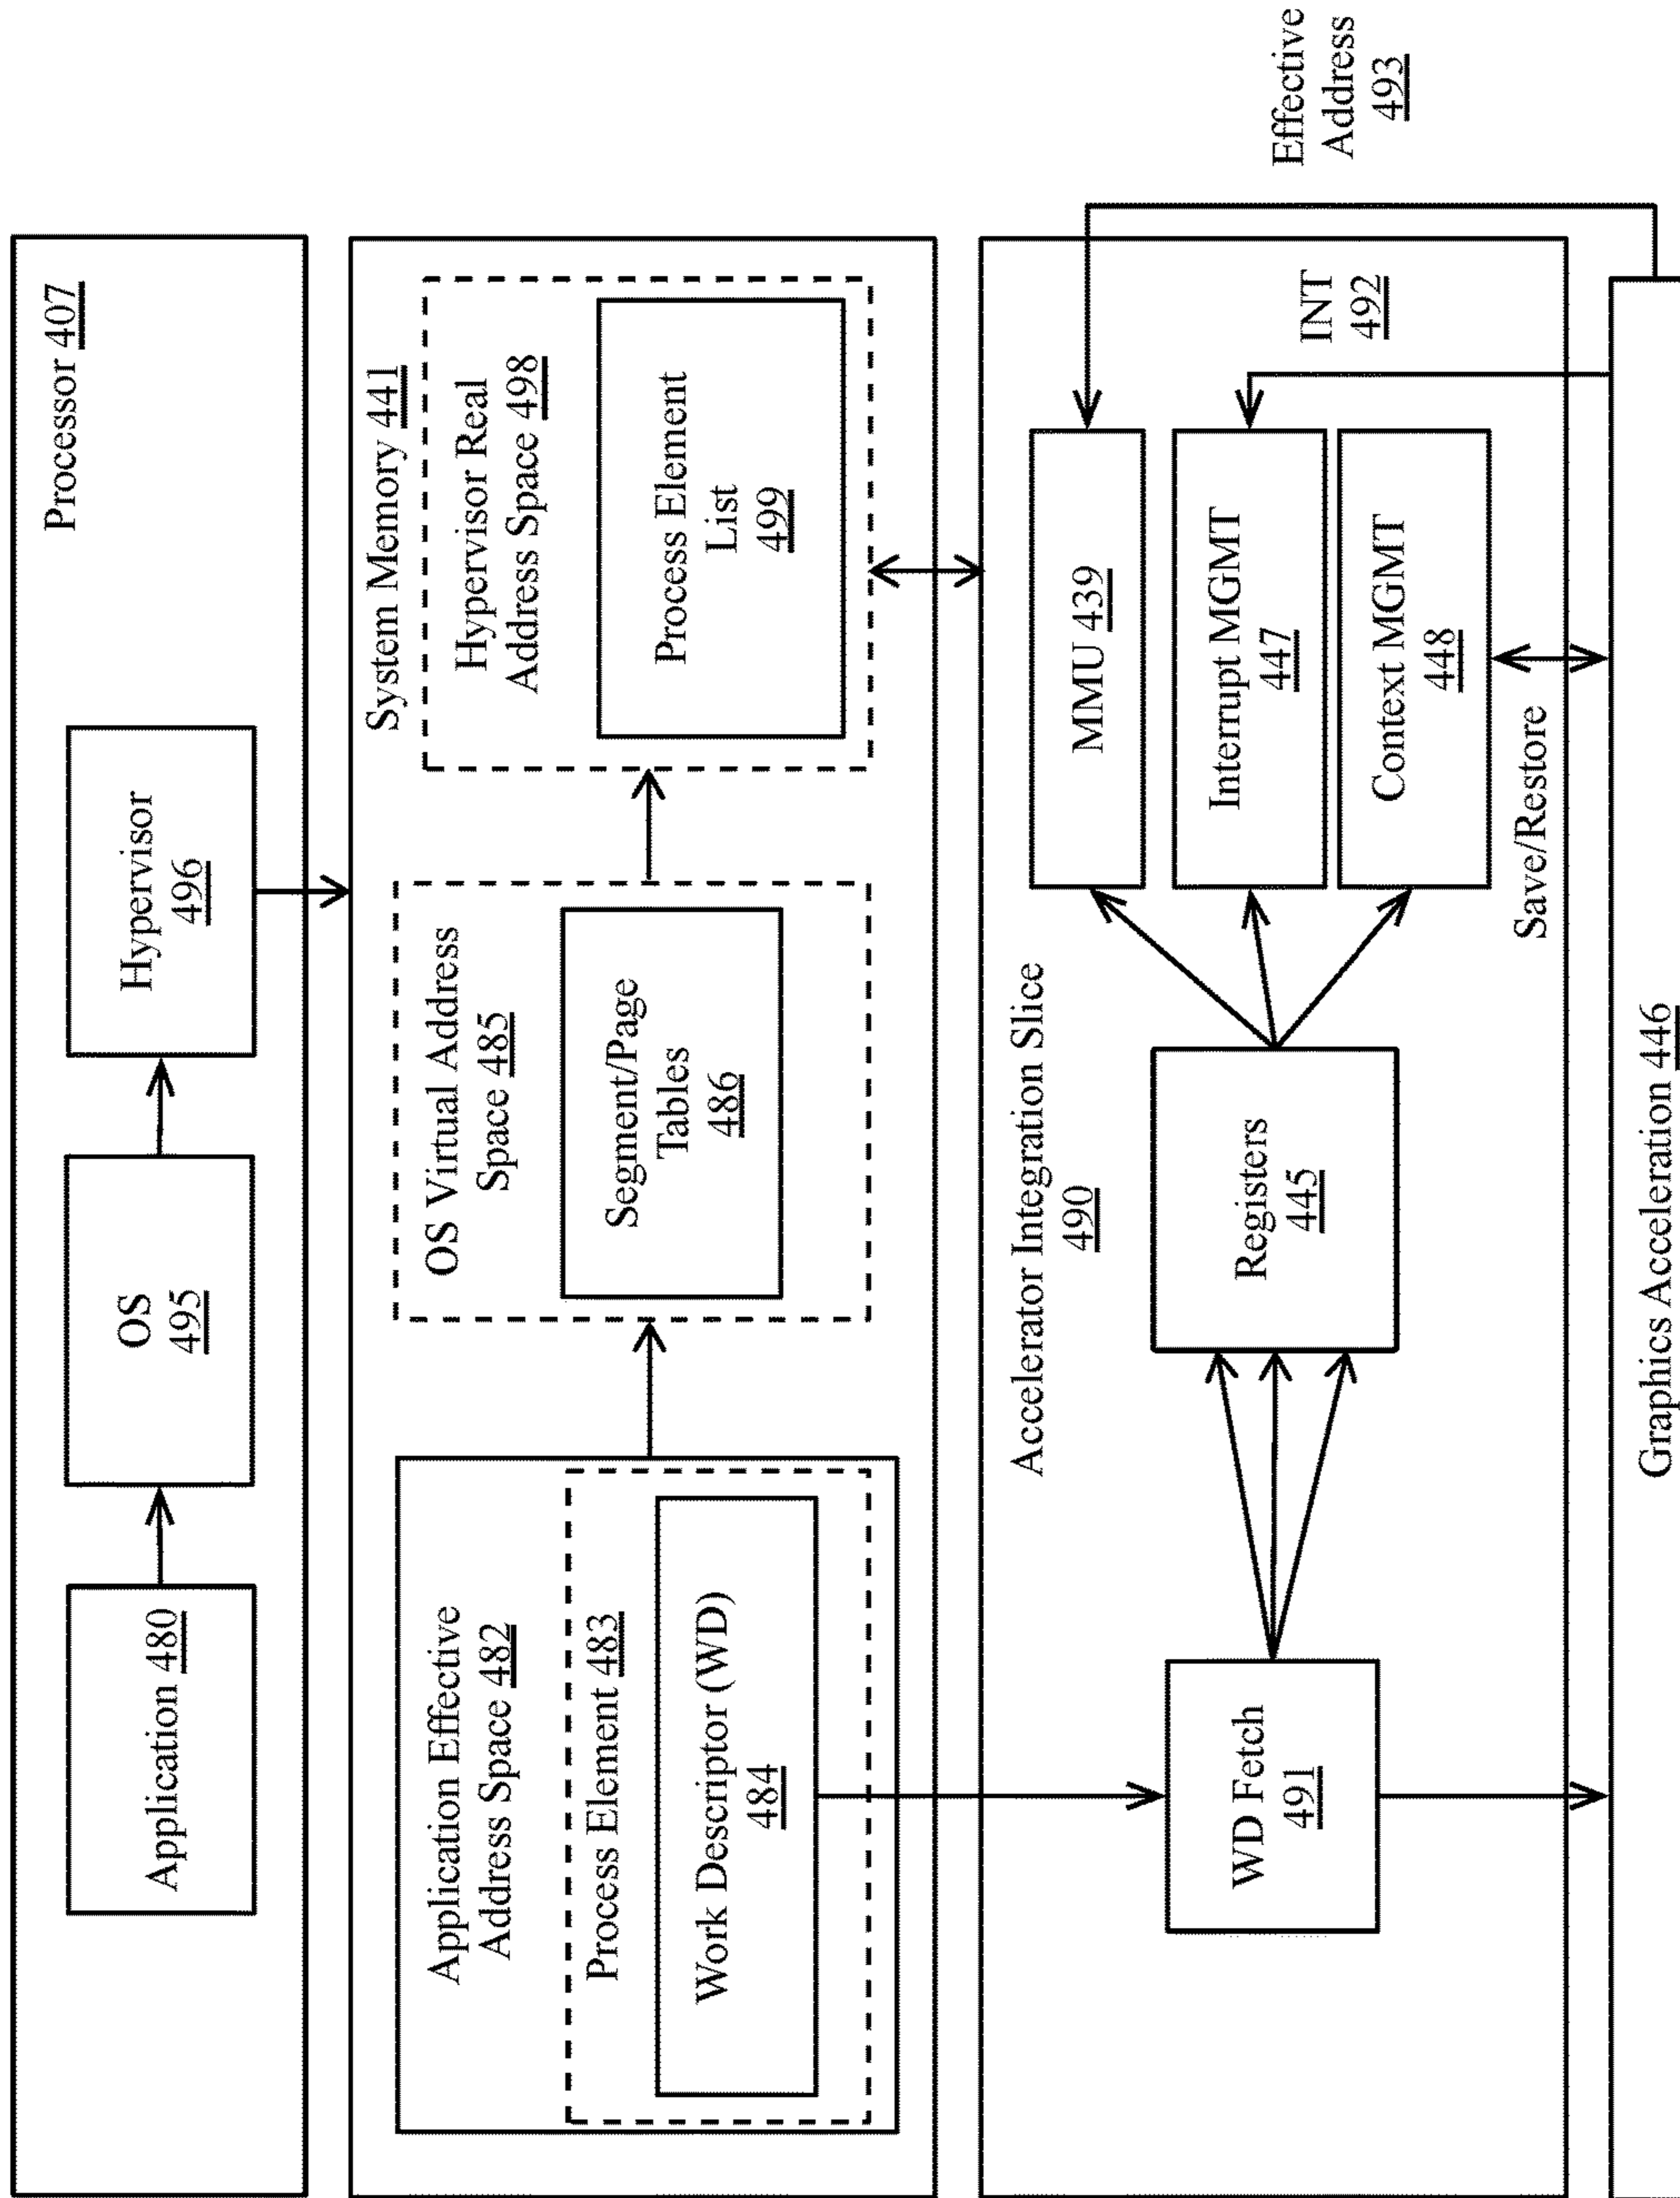 Processor 407
Application 480
OS
495
Hypervisor
496
System Memory 441
Application Effective
Address Space 482
Process Element 483
Work Descriptor (WD)
484
OS Virtual Address
Space 485
Segment/Page
Tables
486
Hypervisor Real
Address Space 498
Process Element
List
499
Accelerator Integration Slice
490
WD Fetch
491
Registers
445
MMU 439
Interrupt MGMT
447
Context MGMT
448
INT
492
Effective
Address
493
Save/Restore
Graphics Acceleration 446